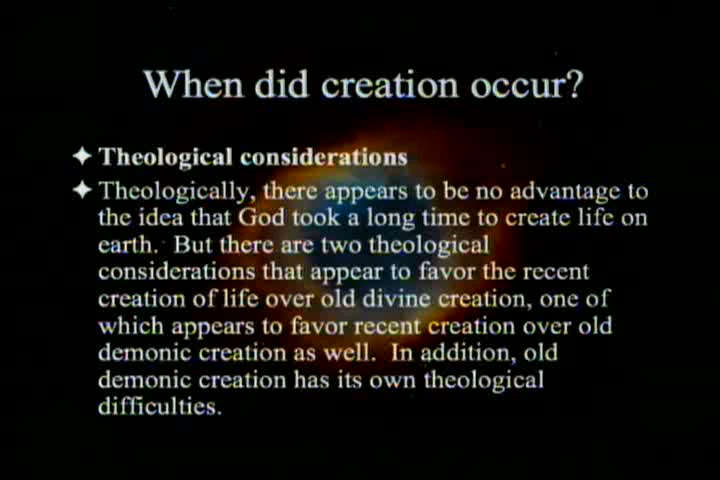 When did creation occur?
Theological considerations
Theologically, there appears to be no advantage to
the idea that God took a long time to create life on
earth. But there are two theological
considerations that appear to favor the recent
creation of life over old divine creation, one of
which appears to favor recent creation over old
demonic creation as well. In addition, old
demonic creation has its own theological
difficulties.